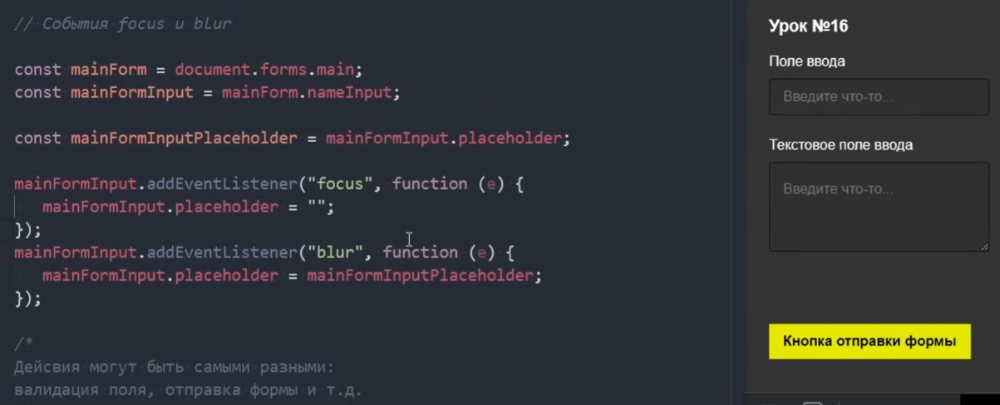 // События focus и blur
const mainForm = document.forms.main;
const mainFormInput = mainForm.nameInput;
const mainFormInputPlaceholder = mainFormInput.placeholder;
mainFormInput.addEventListener("focus", function (e) {
mainFormInput.placeholder = "";
});
mainFormInput.addEventListener("blur", function (e) {
mainFormInput.placeholder = mainFormInputPlaceholder;
});
/*
Дейсвия могут быть самыми разными:
валидация поля, отправка формы и т.д.
Урок №16
Поле ввода
Введите что-то...
Текстовое поле ввода
Введите что-то...
Кнопка отправки формы